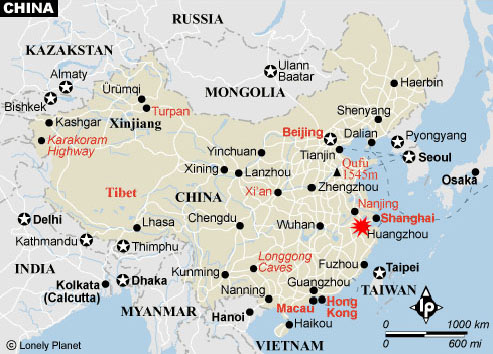 CHINA
RUSSIA
KAZAKSTAN
Almaty
Ulann
Baatar
Haerbin
Bishkek
Ürümqi
MONGOLIA
Turpan
Shenyang
Kashgar
Xinjiang
Beijing
Dalian
Pyongyang
Karakoram
Highway
Yinchuan
Tianjin
Seoul
Xining
Lanzhou
Qufu
1545m
Osaka
Tibet
Xi'an
Zhengzhou
CHINA
Nanjing
Delhi
Lhasa
Chengdu
Wuhan
Shanghai
Huangzhou
Kathmandu
Thimphu
Longgong
Caves
Fuzhou
INDIA
Kunming
Taipei
Kolkata
(Calcutta)
Dhaka
Nanning
Guangzhou
TAIWAN
Macau
Hong
Kong
MYANMAR
Hanoi
Haikou
lp
0
1000 km
0
600 mi
VIETNAM
© Lonely Planet